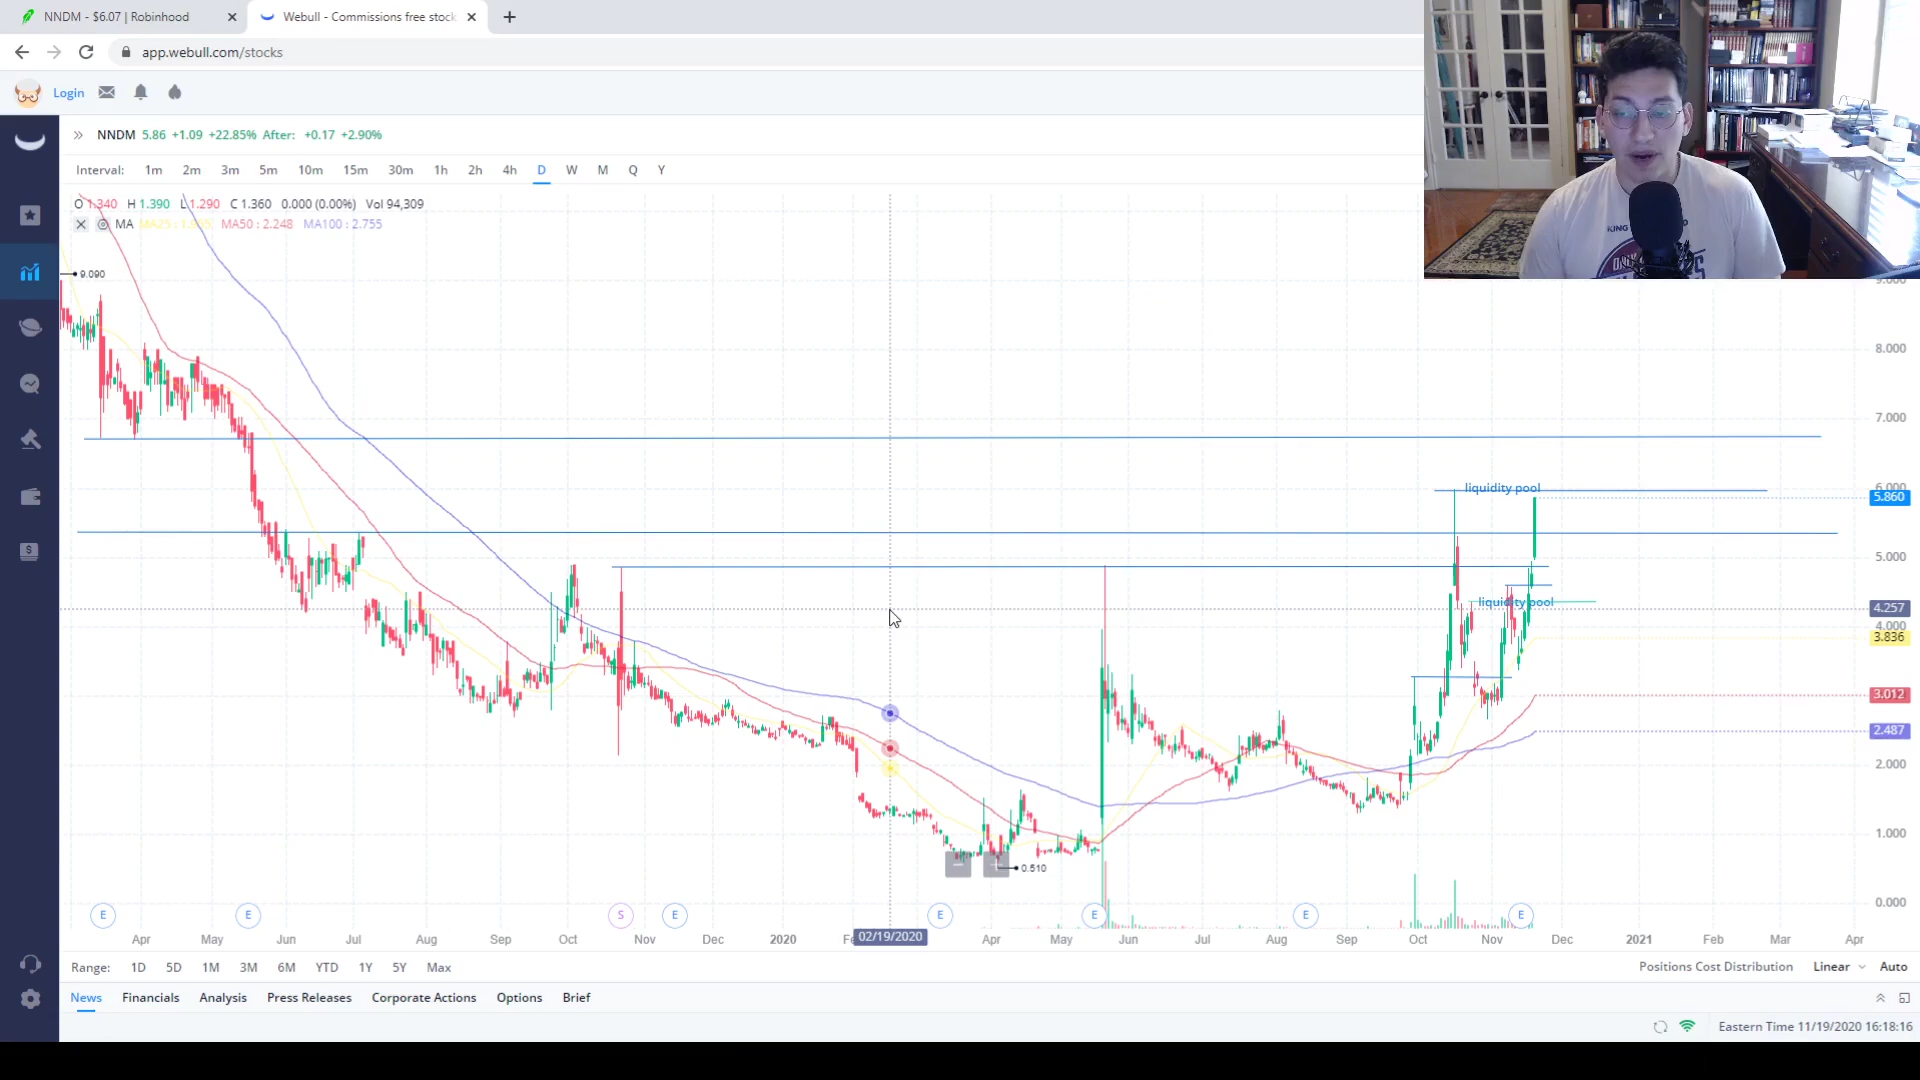 NNDM - $6.07 | Robinhood
Webull - Commissions free stock
app.webull.com/stocks
Login
NNDM 5.86 +1.09 +22.85% After: +0.17 +2.90%
Interval: 1m 2m 3m 5m 10m 15m 30m 1h 2h 4h D W M Q Y
O 1.340 H 1.390 L 1.290 C 1.360 0.000 (0.00%) Vol 94,309
MA MA50 : 2.248 MA100 : 2.755
9.090
9.000
8.000
7.000
6.000
liquidity pool
5.860
5.000
liquidity pool
4.257
4.000
3.836
3.012
2.487
2.000
1.000
0.510
0.000
E E S E E E E E
Apr May Jun Jul Aug Sep Oct Nov Dec 2020 02/19/2020 Apr May Jun Jul Aug Sep Oct Nov Dec 2021 Feb Mar Apr
Range: 1D 5D 1M 3M 6M YTD 1Y 5Y Max
Positions Cost Distribution Linear Auto
News Financials Analysis Press Releases Corporate Actions Options Brief
Eastern Time 11/19/2020 16:18:16